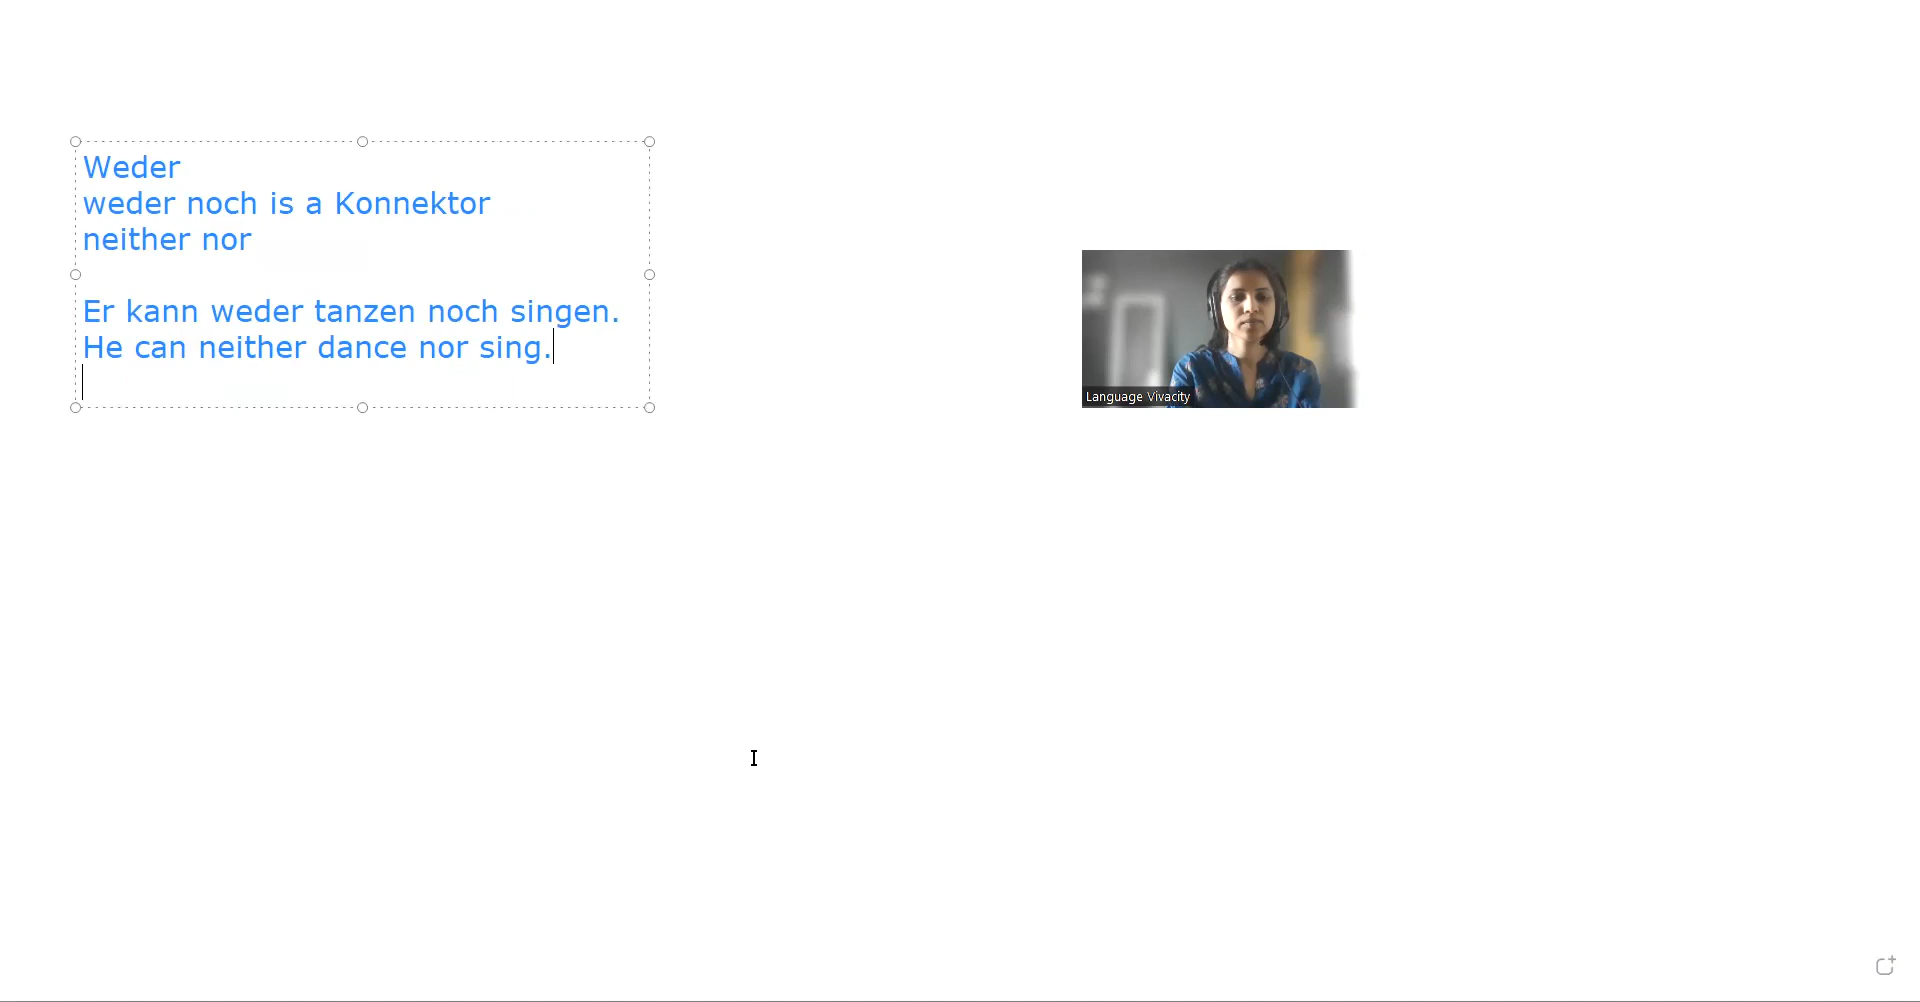 Weder
weder noch is a Konnektor
neither nor
Er kann weder tanzen noch singen.
He can neither dance nor sing.
Language Vivacity